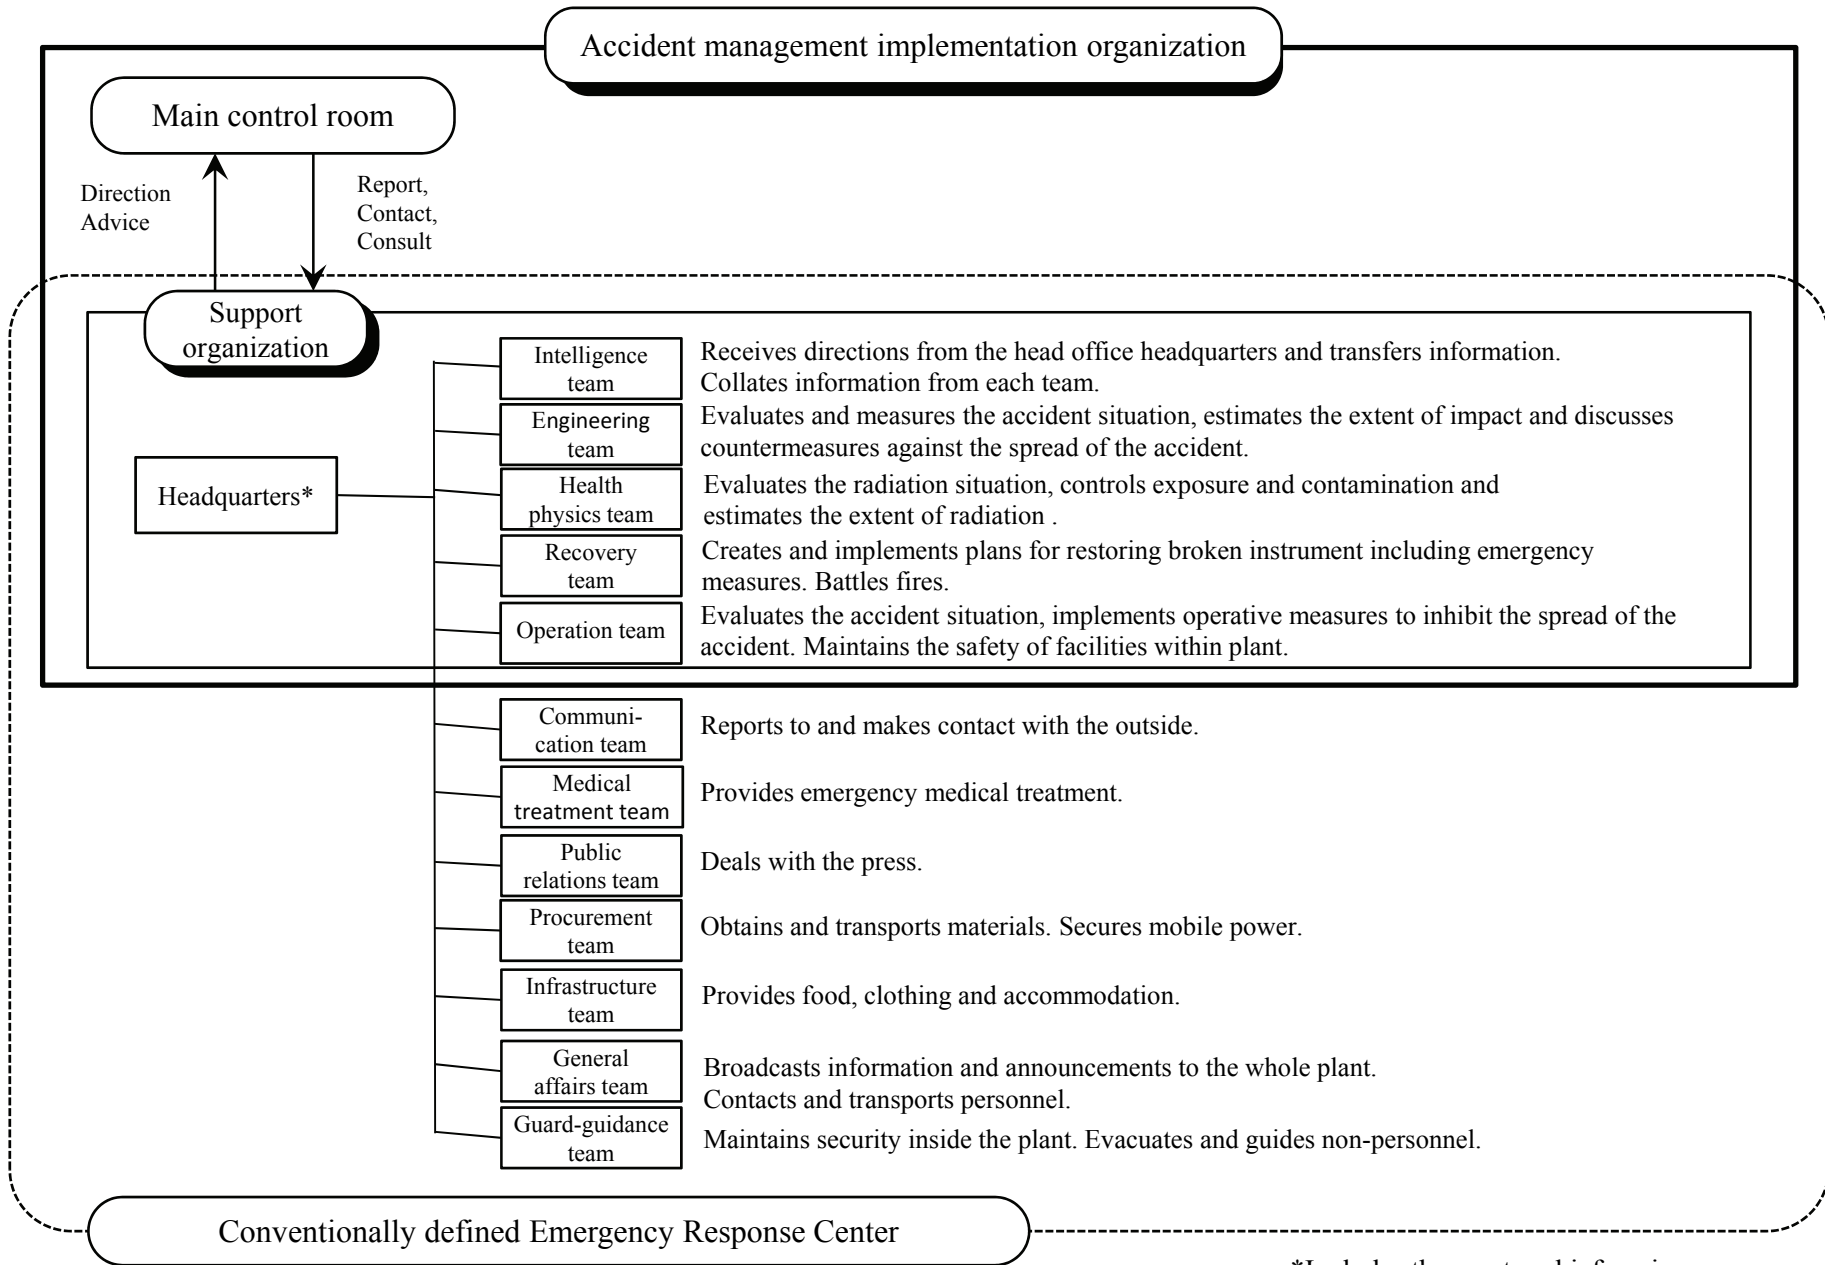 Accident management implementation organization
Main control room
Direction
Advice
Report,
Contact,
Consult
Support
organization
Headquarters*
Intelligence
team
Receives directions from the head office headquarters and transfers information.
Collates information from each team.
Engineering
team
Evaluates and measures the accident situation, estimates the extent of impact and discusses
countermeasures against the spread of the accident.
Health
physics team
Evaluates the radiation situation, controls exposure and contamination and
estimates the extent of radiation .
Recovery
team
Creates and implements plans for restoring broken instrument including emergency
measures. Battles fires.
Operation team
Evaluates the accident situation, implements operative measures to inhibit the spread of the
accident. Maintains the safety of facilities within plant.
Communi-
cation team
Reports to and makes contact with the outside.
Medical
treatment team
Provides emergency medical treatment.
Public
relations team
Deals with the press.
Procurement
team
Obtains and transports materials. Secures mobile power.
Infrastructure
team
Provides food, clothing and accommodation.
General
affairs team
Broadcasts information and announcements to the whole plant.
Contacts and transports personnel.
Guard-guidance
team
Maintains security inside the plant. Evacuates and guides non-personnel.
Conventionally defined Emergency Response Center